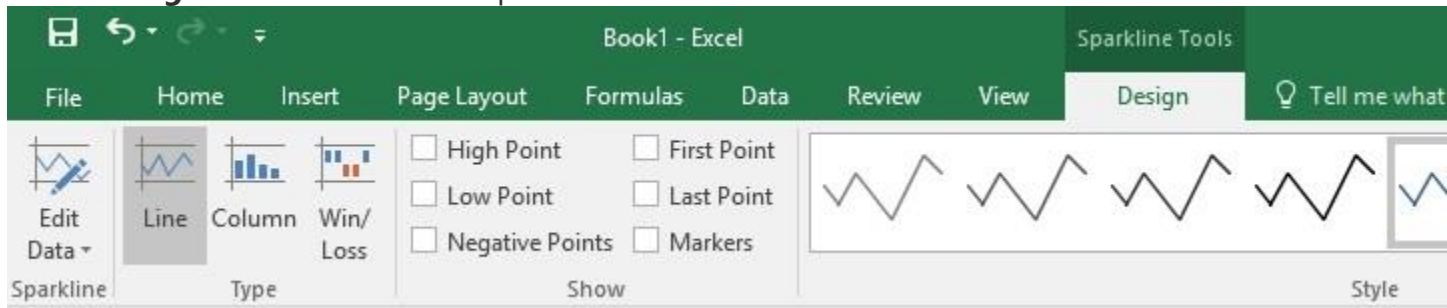 Book1 - Excel
Sparkline Tools
File Home Insert Page Layout Formulas Data Review View Design Tell me what
Edit Data
Line
Column
Win/
Loss
High Point
Low Point
Negative Points
First Point
Last Point
Markers
Sparkline
Type
Show
Style